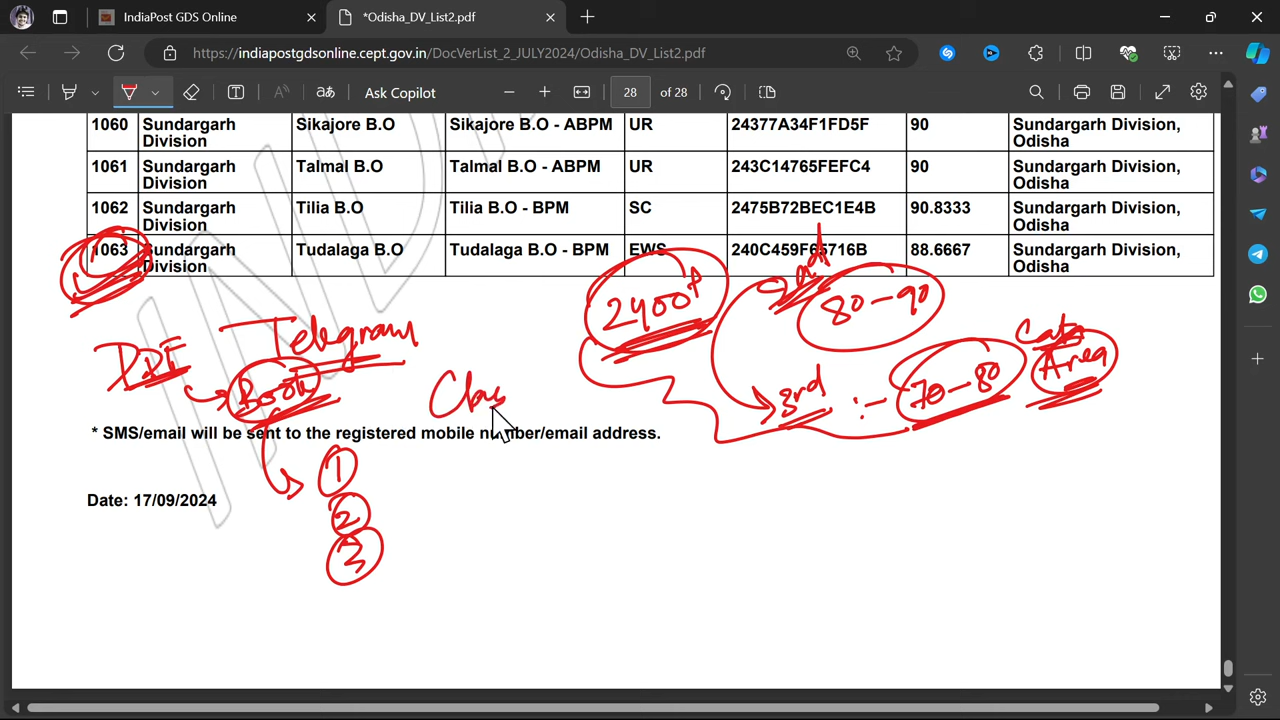 IndiaPost GDS Online
*Odisha_DV_List2.pdf
https://indiapostgdsonline.cept.gov.in/DocVerList_2_JULY2024/Odisha_DV_List2.pdf
Ask Copilot
28 of 28
1060 Sundargarh Division Sikajore B.O Sikajore B.O - ABPM UR 24377A34F1FD5F 90 Sundargarh Division, Odisha
1061 Sundargarh Division Talmal B.O Talmal B.O - ABPM UR 243C14765FEFC4 90 Sundargarh Division, Odisha
1062 Sundargarh Division Tilia B.O Tilia B.O - BPM SC 2475B72BEC1E4B 90.8333 Sundargarh Division, Odisha
1063 Sundargarh Division Tudalaga B.O Tudalaga B.O - BPM EWS 240C459F65716B 88.6667 Sundargarh Division, Odisha
2400+ 2nd 80-90
PDF Telegram
Book
3rd :- 70-80 Area
* SMS/email will be sent to the registered mobile number/email address.
1
Date: 17/09/2024
2
3